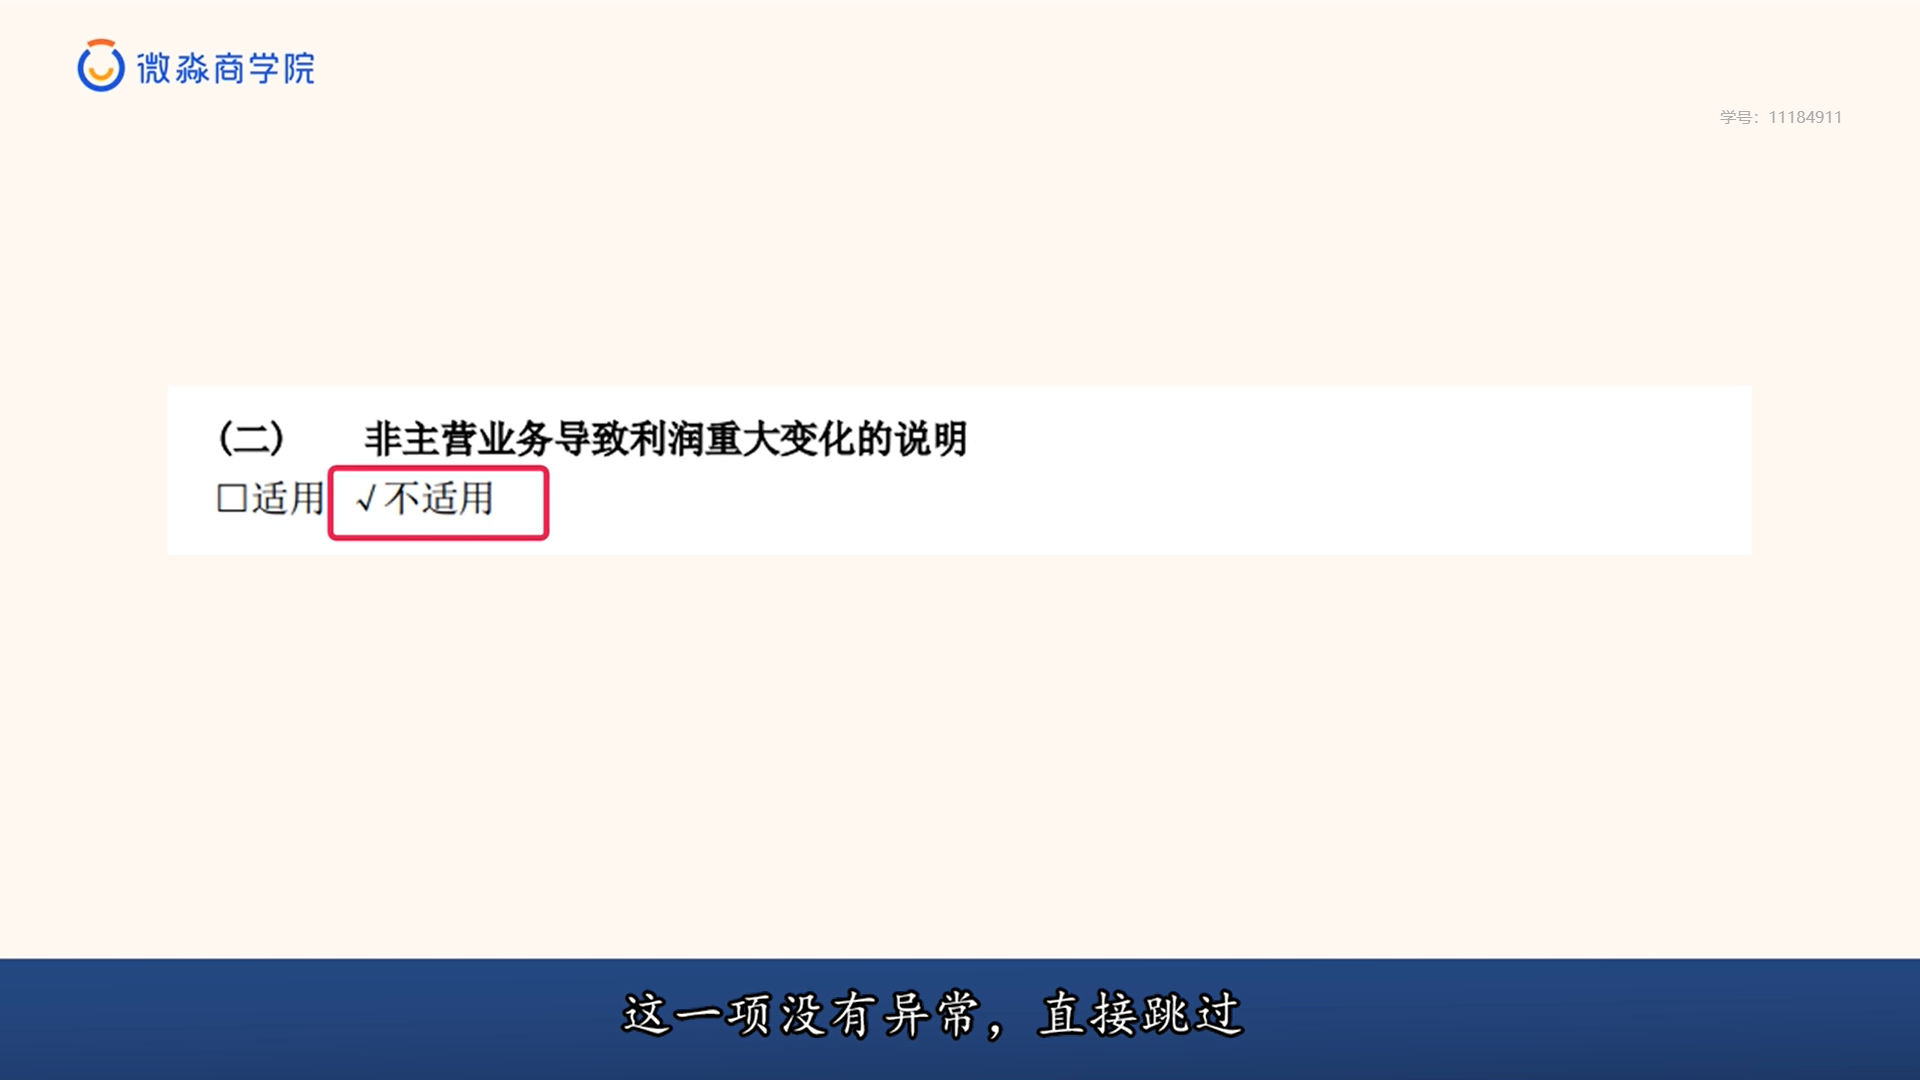 微淼商学院
学号：11184911
（二） 非主营业务导致利润重大变化的说明
□适用 √不适用
这一项没有异常，直接跳过